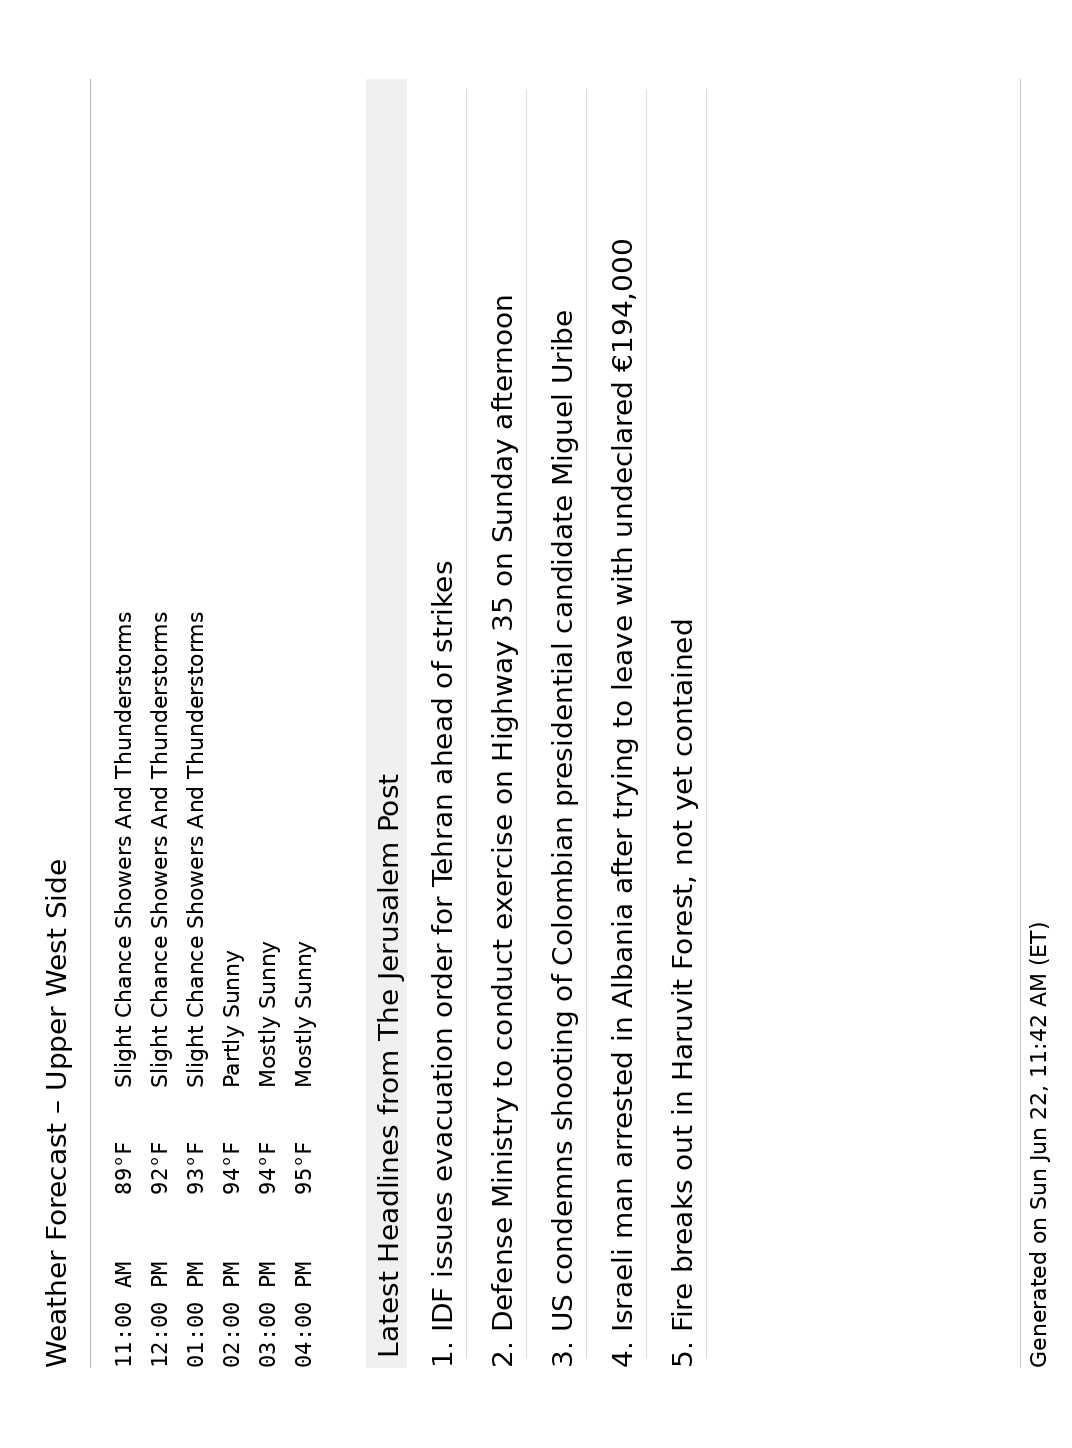 Weather Forecast – Upper West Side
11:00 AM 89°F Slight Chance Showers And Thunderstorms
12:00 PM 92°F Slight Chance Showers And Thunderstorms
01:00 PM 93°F Slight Chance Showers And Thunderstorms
02:00 PM 94°F Partly Sunny
03:00 PM 94°F Mostly Sunny
04:00 PM 95°F Mostly Sunny
Latest Headlines from The Jerusalem Post
1. IDF issues evacuation order for Tehran ahead of strikes
2. Defense Ministry to conduct exercise on Highway 35 on Sunday afternoon
3. US condemns shooting of Colombian presidential candidate Miguel Uribe
4. Israeli man arrested in Albania after trying to leave with undeclared €194,000
5. Fire breaks out in Haruvit Forest, not yet contained
Generated on Sun Jun 22, 11:42 AM (ET)